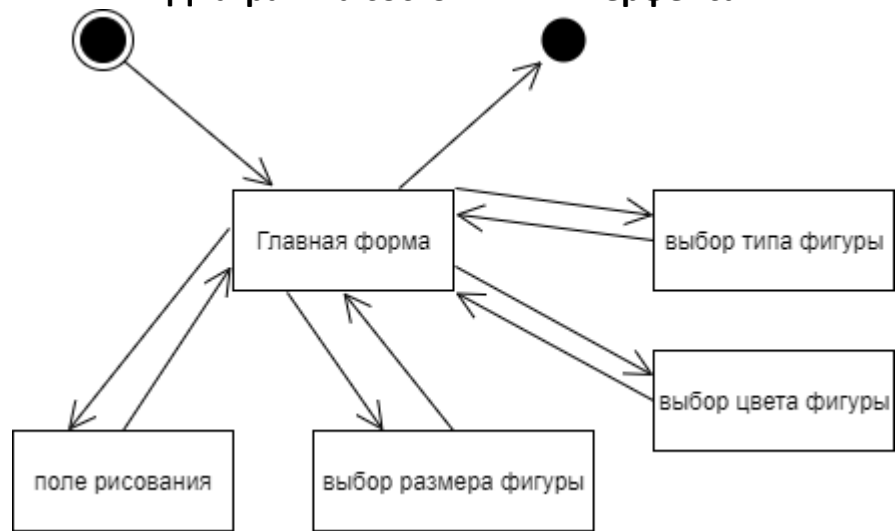 Главная форма
выбор типа фигуры
выбор цвета фигуры
поле рисования
выбор размера фигуры